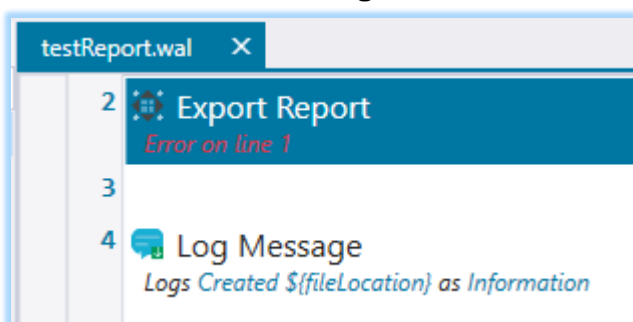 testReport.wal ×
2 Export Report
Error on line 1
3
4 Log Message
Logs Created ${fileLocation} as Information